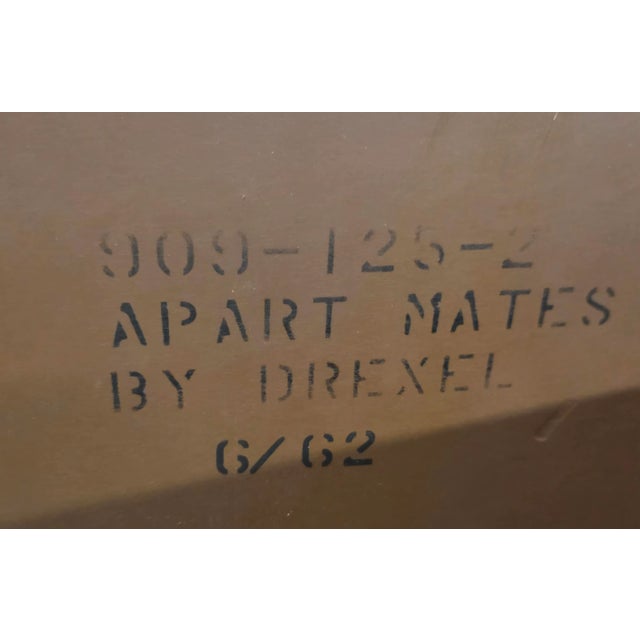 909-125-2
APART MATES
BY DREXEL
6/62